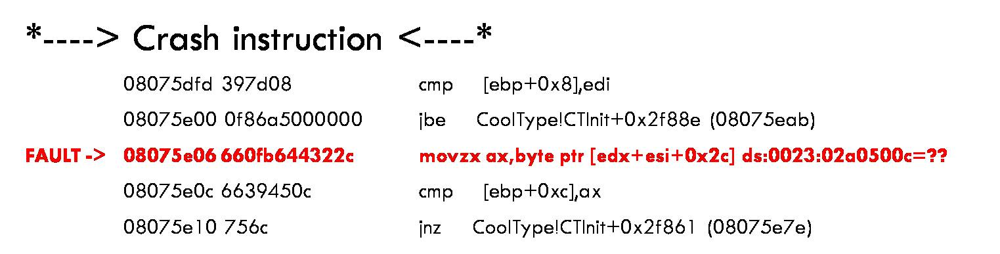 *----> Crash instruction <----*
08075dfd 397d08 cmp [ebp+0x8],edi
08075e00 0f86a5000000 jbe CoolType!CTInit+0x2f88e (08075eab)
FAULT -> 08075e06 660fb644322c movzx ax,byte ptr [edx+esi+0x2c] ds:0023:02a0500c=??
08075e0c 6639450c cmp [ebp+0xc],ax
08075e10 756c jnz CoolType!CTInit+0x2f861 (08075e7e)